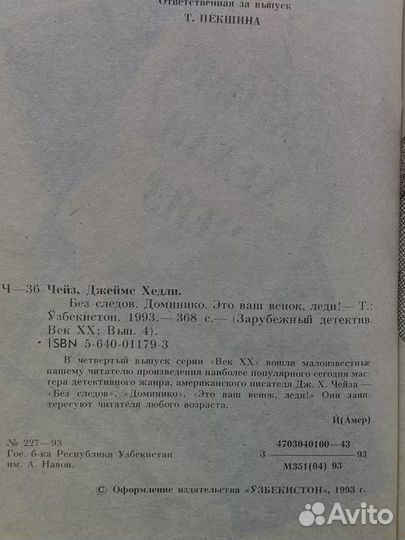 Ответственная за выпуск
Т. ПЕКШИНА
Ч—36 Чейз, Джеймс Хедли.
Без следов. Доминико. Это ваш венок, леди!— Т.:
Ўзбекистон. 1993.— 368 с.— (Зарубежный детектив.
Век XX; Вып. 4).
ISBN 5-640-01179-3
В четвертый выпуск серии «Век XX» вошли малоизвестные
нашему читателю произведения наиболее популярного сегодня мас-
тера детективного жанра, американского писателя Дж. Х. Чейза —
«Без следов», «Доминико», «Это ваш венок, леди!» Они заин-
тересуют читателя любого возраста.
Й(Амер)
№ 227—93
Гос. б-ка Республики Узбекистан
им. А. Навои.
4703040100—43
З — 93
М351(04) 93
© Оформление издательства «ЎЗБЕКИСТОН», 1993 г.
Avito